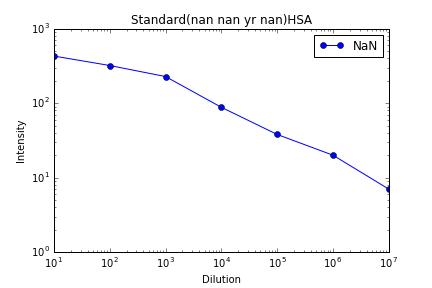 Standard(nan nan yr nan)HSA
NaN
Intensity
10³
10²
10¹
10⁰
10¹ 10² 10³ 10⁴ 10⁵ 10⁶ 10⁷
Dilution